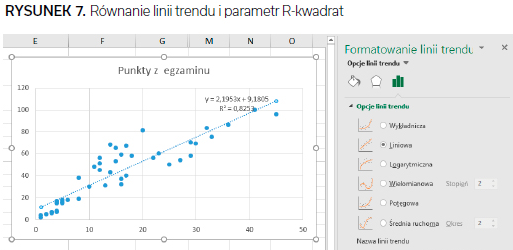 RYSUNEK 7. Równanie linii trendu i parametr R-kwadrat
E F G M N O
Punkty z egzaminu
y = 2,1953x + 9,1805
R² = 0,8253
120
100
80
60
40
20
0
0 10 20 30 40 50
Formatowanie linii trendu
Opcje linii trendu
Opcje linii trendu
Wykładnicza
Liniowa
Logarytmiczna
Wielomianowa Stopień 2
Potęgowa
Średnia ruchoma Okres 2
Nazwa linii trendu